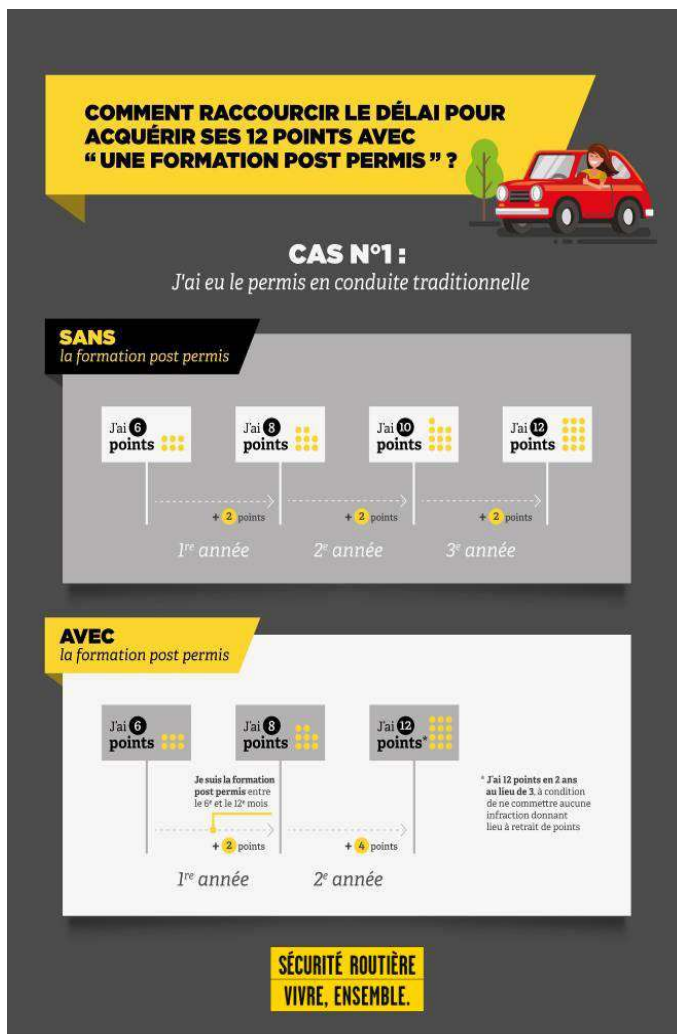 COMMENT RACCOURCIR LE DÉLAI POUR
ACQUÉRIR SES 12 POINTS AVEC
“ UNE FORMATION POST PERMIS ” ?
CAS N°1 :
J'ai eu le permis en conduite traditionnelle
SANS
la formation post permis
J'ai 6
points
J'ai 8
points
J'ai 10
points
J'ai 12
points
+ 2 points
+ 2 points
+ 2 points
1re année
2e année
3e année
AVEC
la formation post permis
J'ai 6
points
J'ai 8
points
J'ai 12
points*
Je suis la formation
post permis entre
le 6e et le 12e mois
* J'ai 12 points en 2 ans
au lieu de 3, à condition
de ne commettre aucune
infraction donnant
lieu à retrait de points
+ 2 points
+ 4 points
1re année
2e année
SÉCURITÉ ROUTIÈRE
VIVRE, ENSEMBLE.